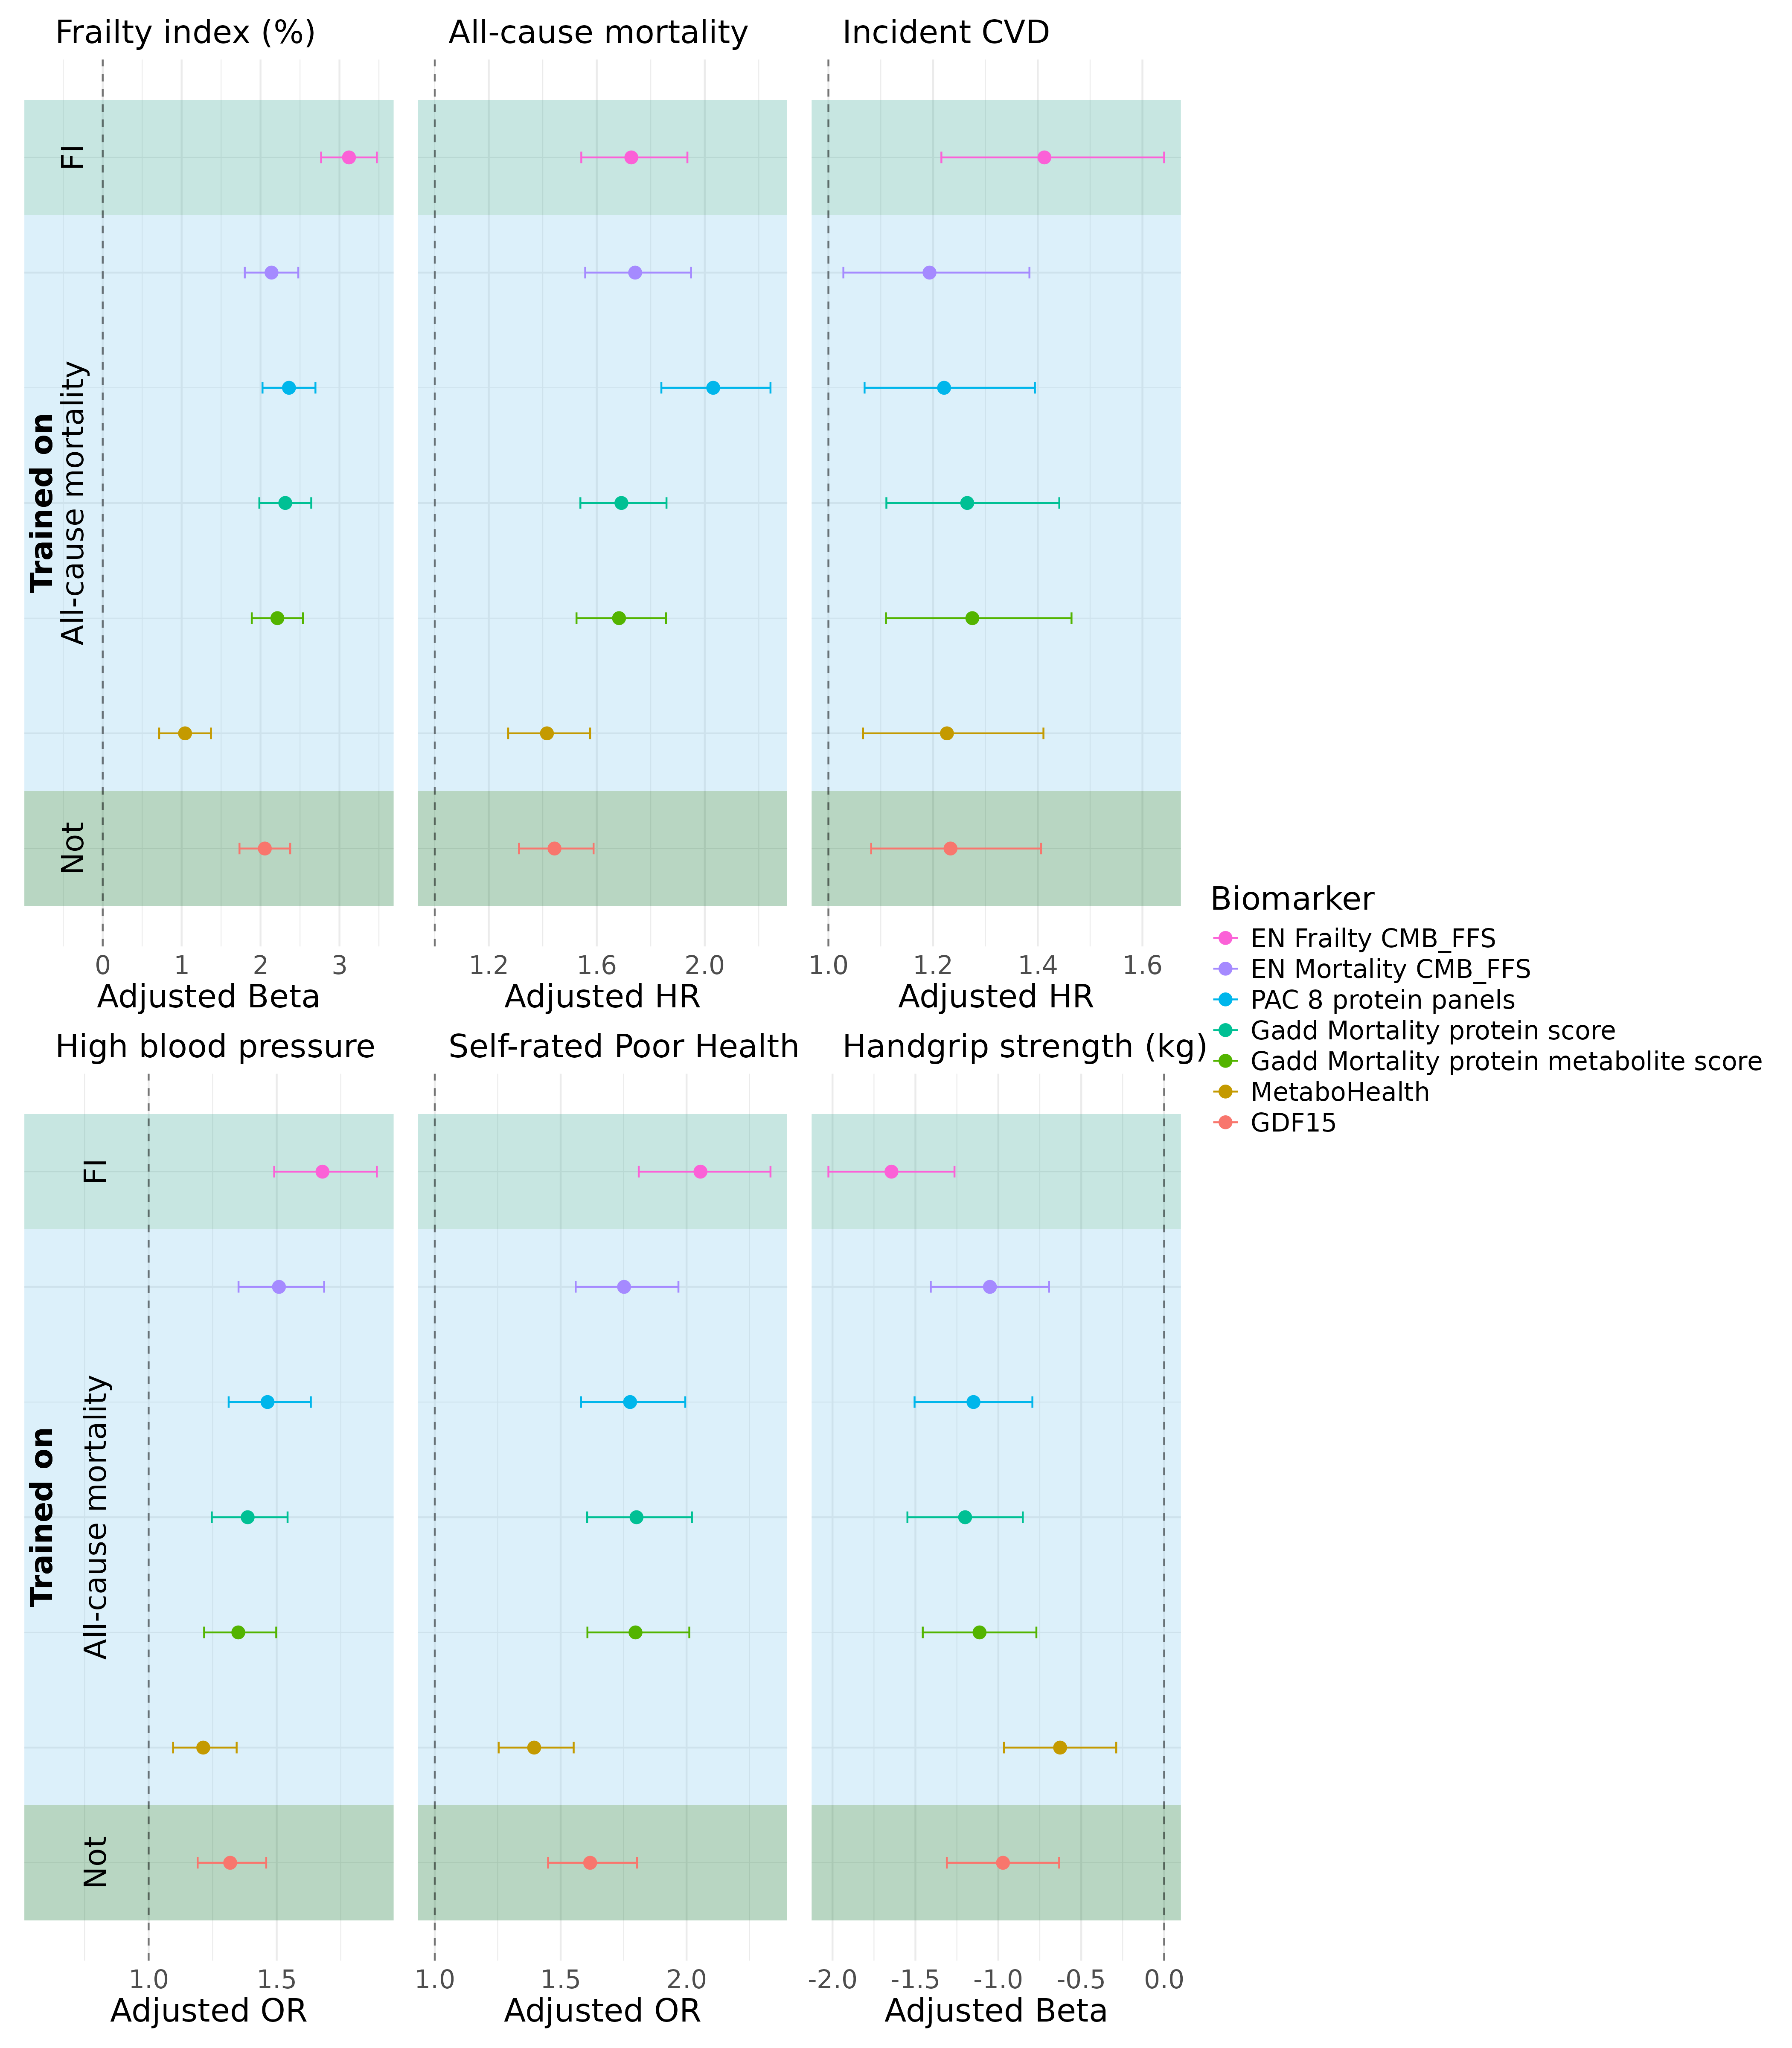 Frailty index (%)
All-cause mortality
Incident CVD
Trained on
FI
All-cause mortality
Not
0 1 2 3
1.2 1.6 2.0
1.0 1.2 1.4 1.6
Adjusted Beta
Adjusted HR
Adjusted HR
High blood pressure
Self-rated Poor Health
Handgrip strength (kg)
Trained on
FI
All-cause mortality
Not
1.0 1.5
1.0 1.5 2.0
-2.0 -1.5 -1.0 -0.5 0.0
Adjusted OR
Adjusted OR
Adjusted Beta
Biomarker
EN Frailty CMB_FFS
EN Mortality CMB_FFS
PAC 8 protein panels
Gadd Mortality protein score
Gadd Mortality protein metabolite score
MetaboHealth
GDF15